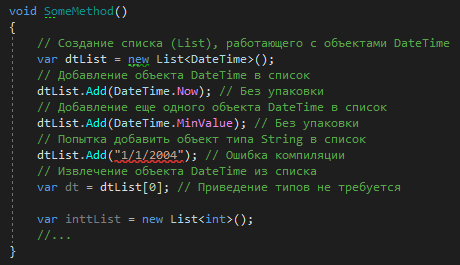 void SomeMethod()
{
// Создание списка (List), работающего с объектами DateTime
var dtList = new List<DateTime>();
// Добавление объекта DateTime в список
dtList.Add(DateTime.Now); // Без упаковки
// Добавление еще одного объекта DateTime в список
dtList.Add(DateTime.MinValue); // Без упаковки
// Попытка добавить объект типа String в список
dtList.Add("1/1/2004"); // Ошибка компиляции
// Извлечение объекта DateTime из списка
var dt = dtList[0]; // Приведение типов не требуется
var inttList = new List<int>();
//...
}